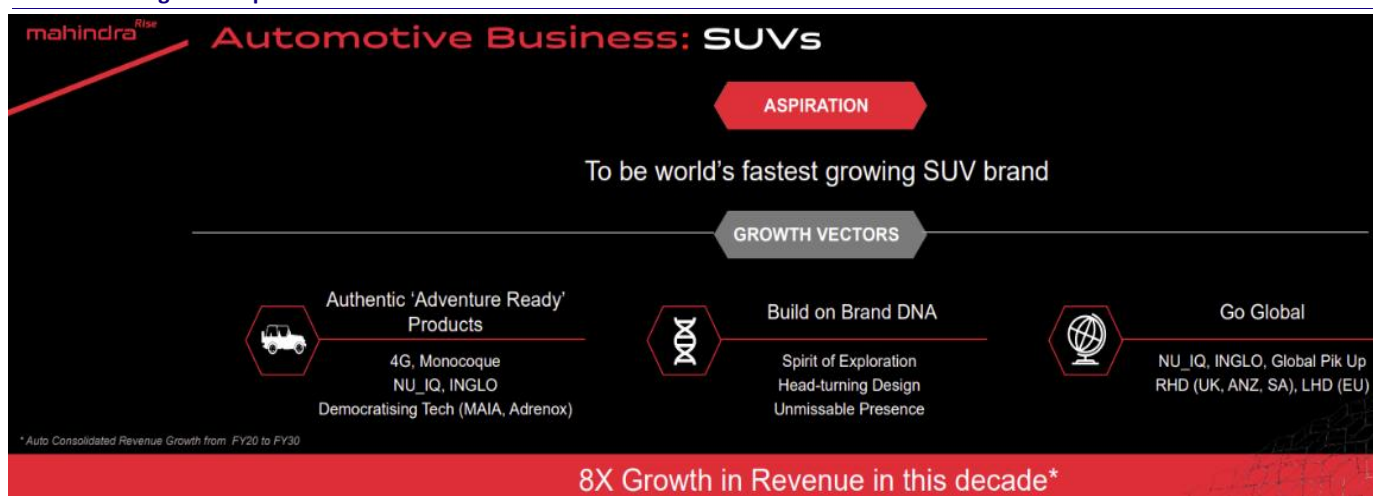 mahindra Rise
Automotive Business: SUVs
ASPIRATION
To be world's fastest growing SUV brand
GROWTH VECTORS
Authentic 'Adventure Ready'
Products
4G, Monocoque
NU_IQ, INGLO
Democratising Tech (MAIA, Adrenox)
Build on Brand DNA
Spirit of Exploration
Head-turning Design
Unmissable Presence
Go Global
NU_IQ, INGLO, Global Pik Up
RHD (UK, ANZ, SA), LHD (EU)
* Auto Consolidated Revenue Growth from FY20 to FY30
8X Growth in Revenue in this decade*